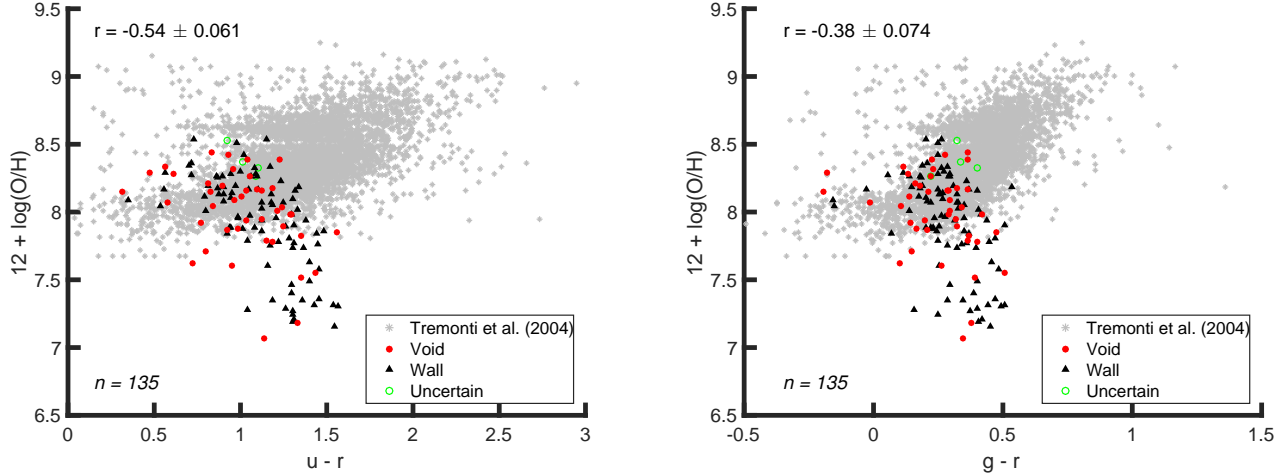 9.5
r = -0.54 ± 0.061
9
8.5
8
7.5
7
6.5
12 + log(O/H)
n = 135
Tremonti et al. (2004)
Void
Wall
Uncertain
0 0.5 1 1.5 2 2.5 3
u - r
9.5
r = -0.38 ± 0.074
9
8.5
8
7.5
7
6.5
12 + log(O/H)
n = 135
Tremonti et al. (2004)
Void
Wall
Uncertain
-0.5 0 0.5 1 1.5
g - r